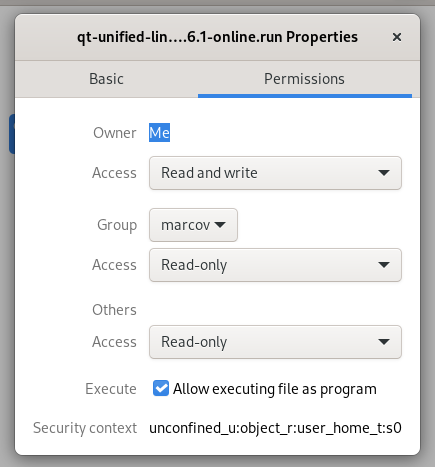 qt-unified-lin....6.1-online.run Properties
×
Basic Permissions
Owner Me
Access Read and write
Group marcov
Access Read-only
Others
Access Read-only
Execute Allow executing file as program
Security context unconfined_u:object_r:user_home_t:s0